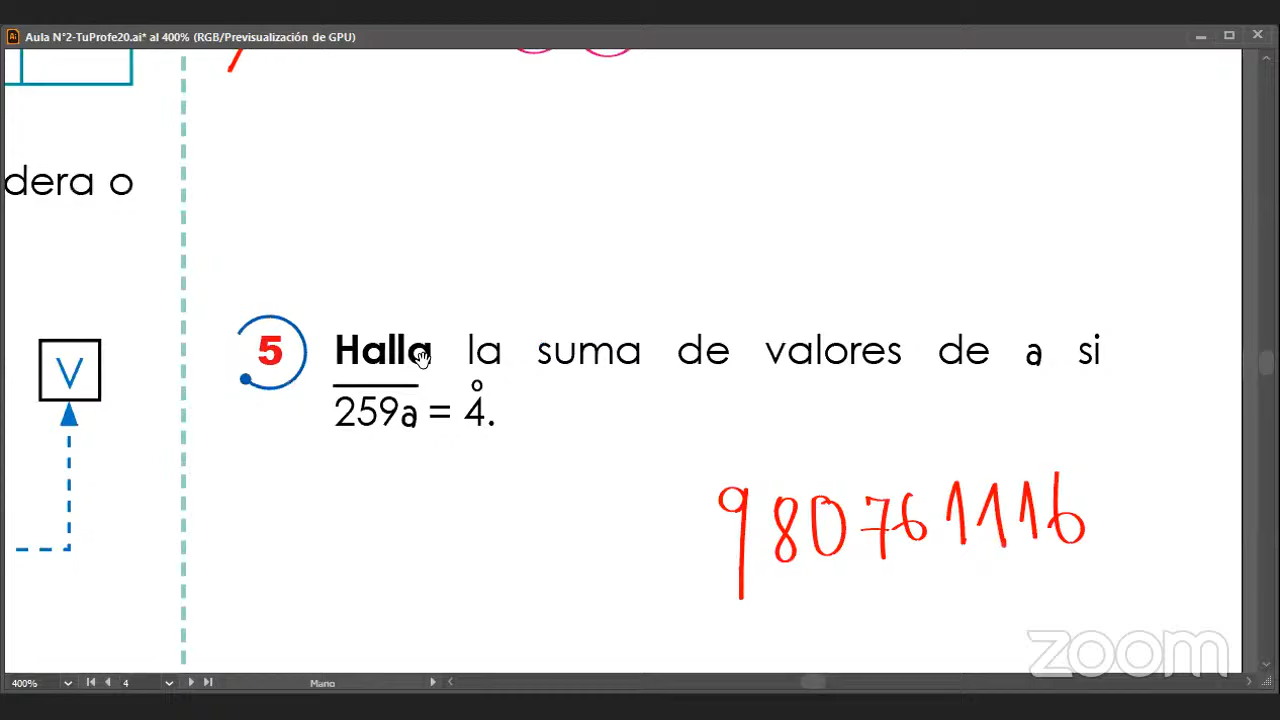 Aula N°2-TuProfe20.ai* al 400% (RGB/Previsualización de GPU)
dera o
V
5 Halla la suma de valores de a si
259a = 4̊.
980761116
zoom
400% 4 Mano